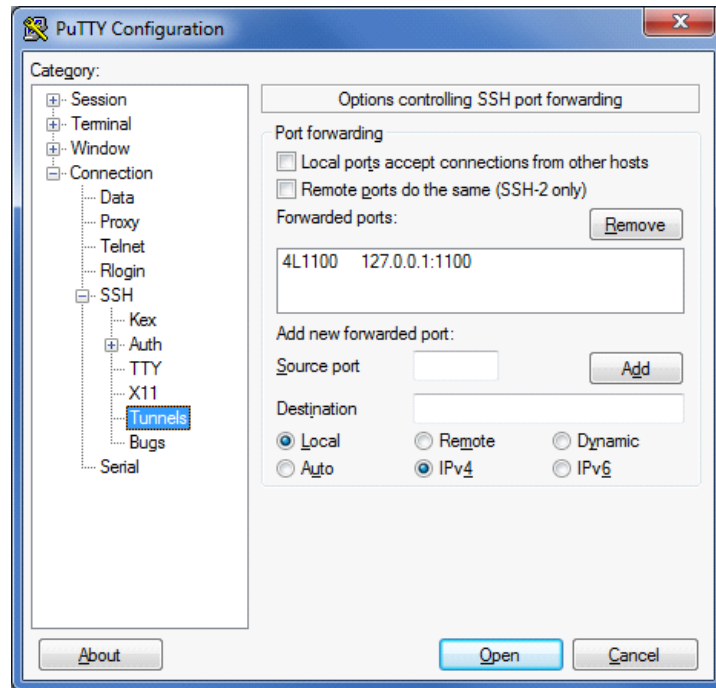 PuTTY Configuration
Category:
Session
Terminal
Window
Connection
Data
Proxy
Telnet
Rlogin
SSH
Kex
Auth
TTY
X11
Tunnels
Bugs
Serial
Options controlling SSH port forwarding
Port forwarding
Local ports accept connections from other hosts
Remote ports do the same (SSH-2 only)
Forwarded ports:
Remove
4L1100 127.0.0.1:1100
Add new forwarded port:
Source port
Add
Destination
Local Remote Dynamic
Auto IPv4 IPv6
About Open Cancel